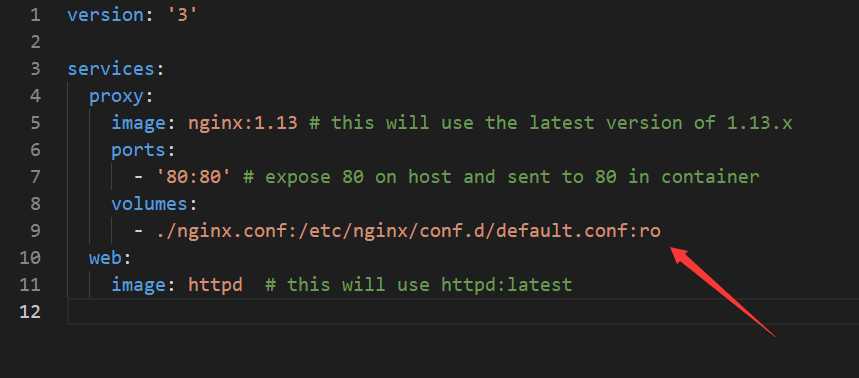 1 version: '3'
2
3 services:
4 proxy:
5 image: nginx:1.13 # this will use the latest version of 1.13.x
6 ports:
7 - '80:80' # expose 80 on host and sent to 80 in container
8 volumes:
9 - ./nginx.conf:/etc/nginx/conf.d/default.conf:ro
10 web:
11 image: httpd  # this will use httpd:latest
12